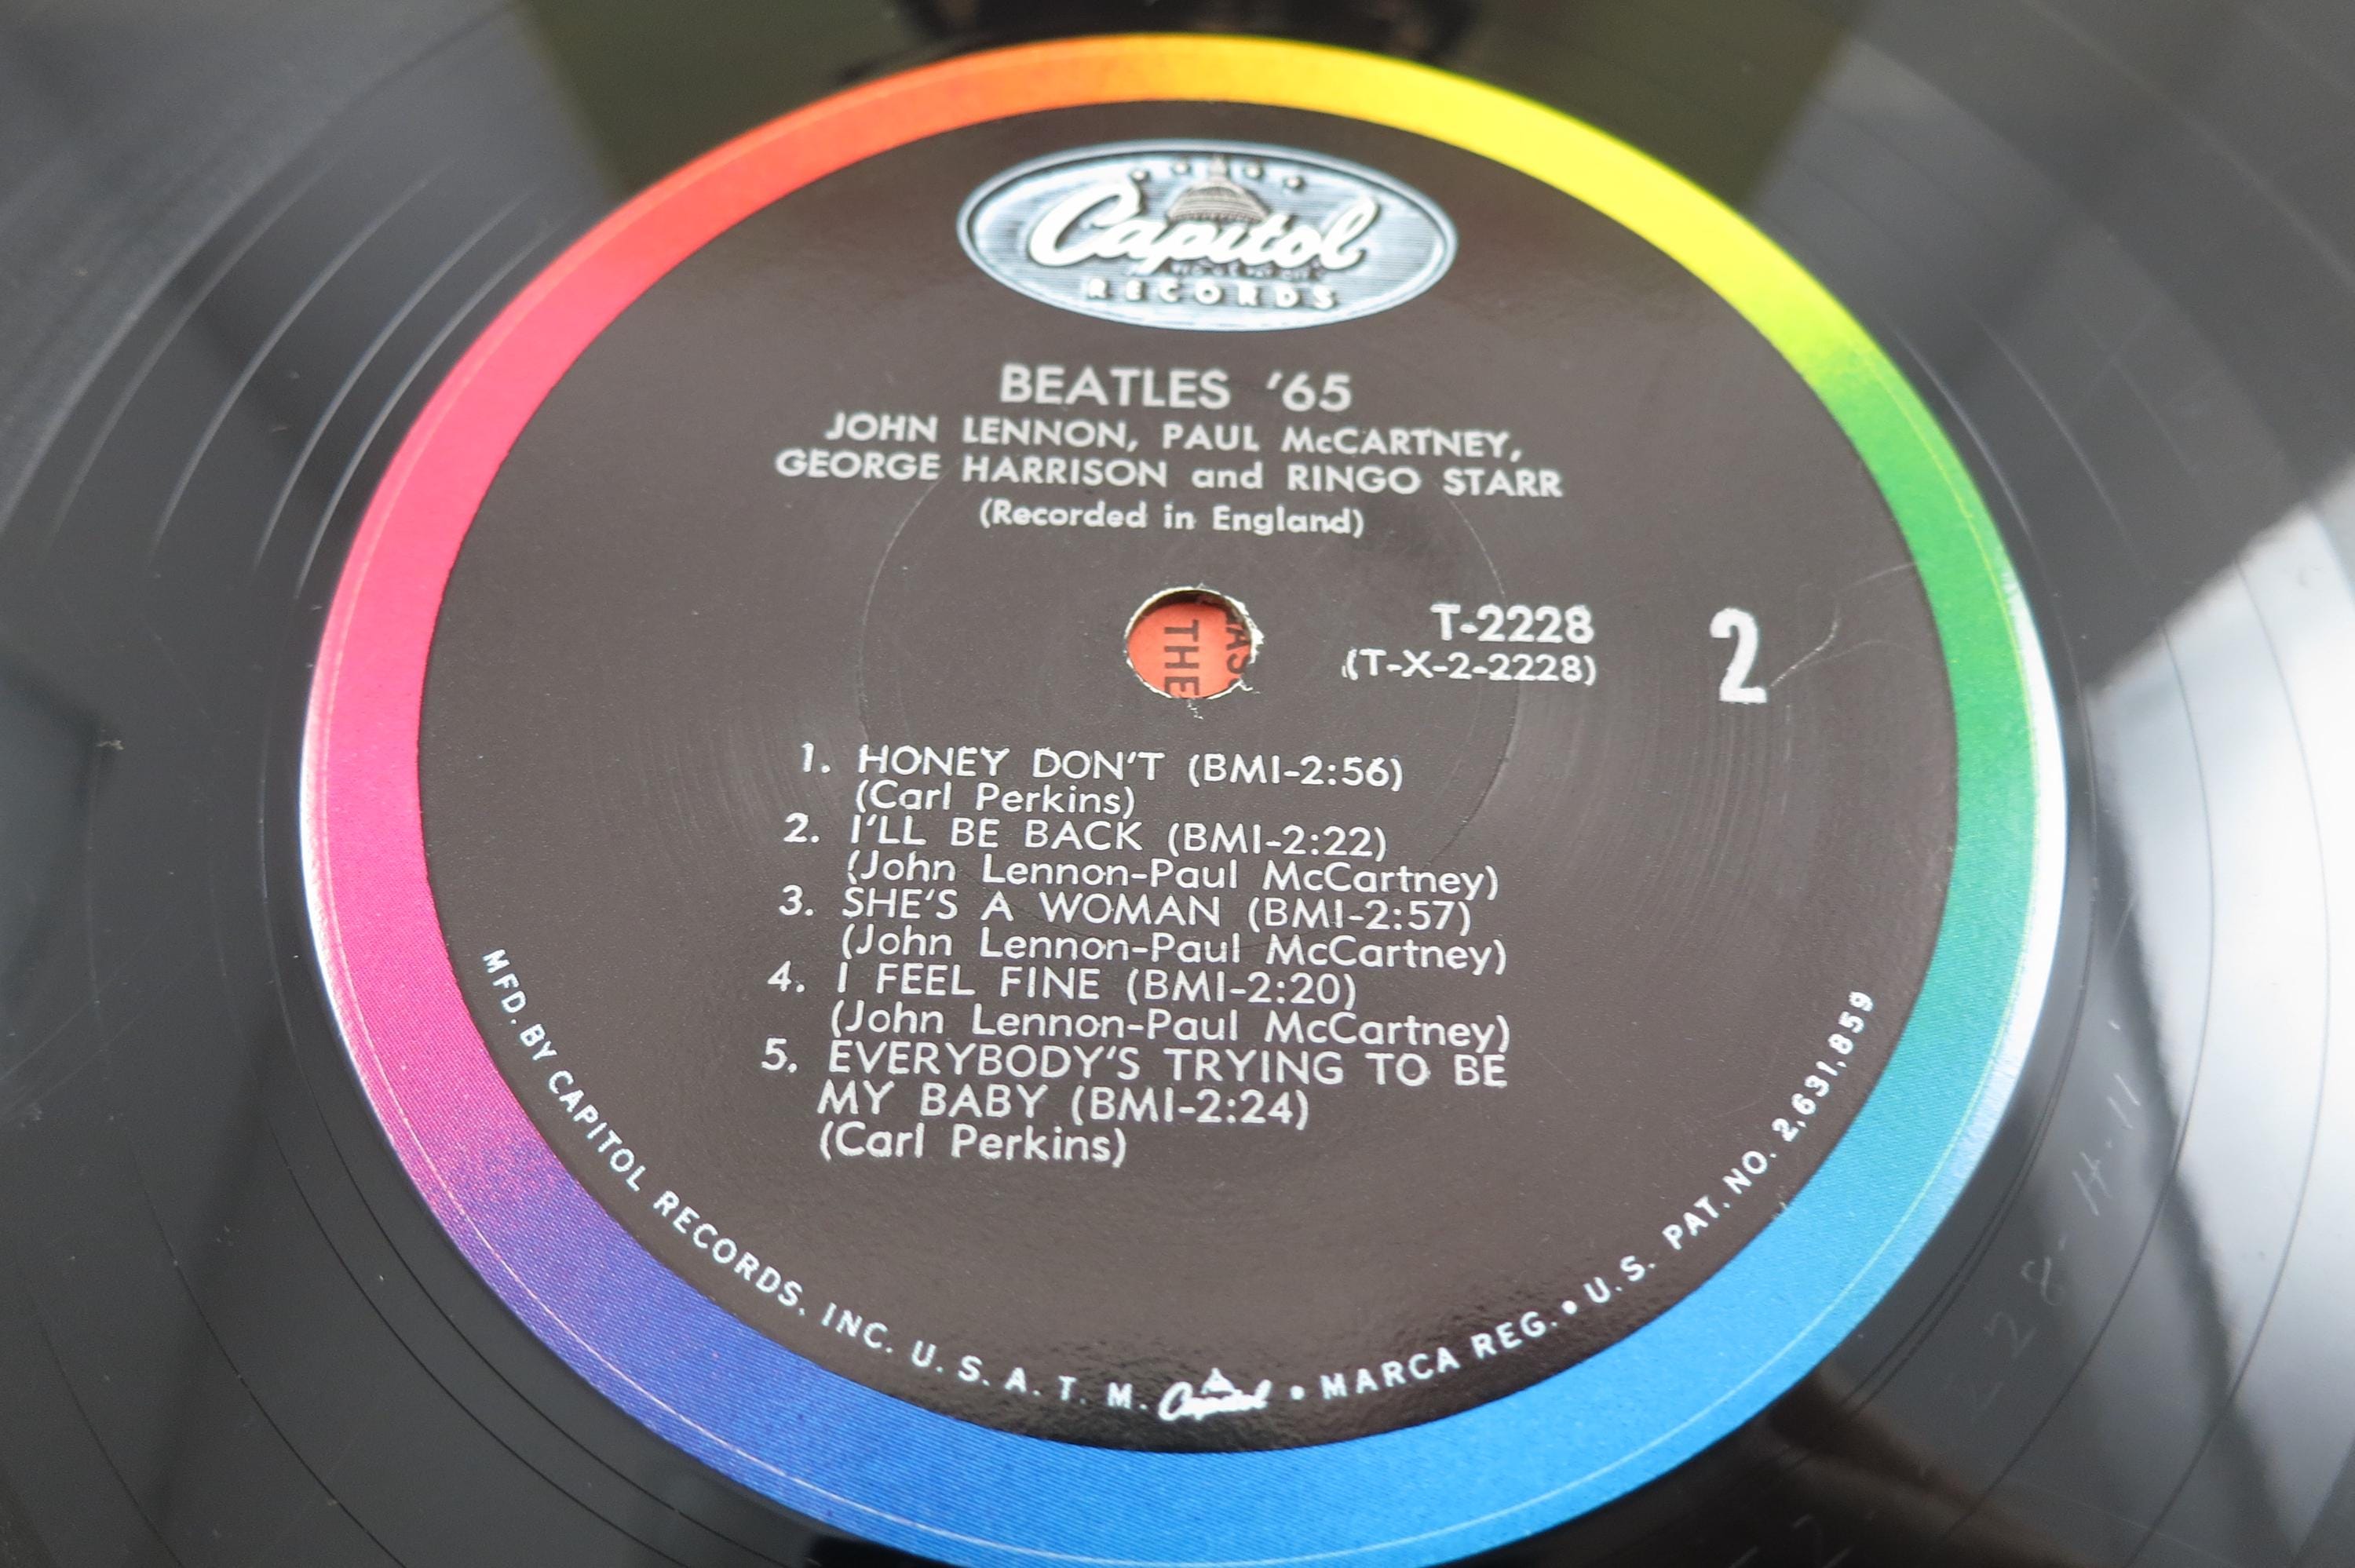 Capitol
RECORDS
BEATLES '65
JOHN LENNON, PAUL McCARTNEY,
GEORGE HARRISON and RINGO STARR
(Recorded in England)
THE
T-2228
(T-X-2-2228)
2
1. HONEY DON'T (BMI-2:56)
(Carl Perkins)
2. I'LL BE BACK (BMI-2:22)
(John Lennon-Paul McCartney)
3. SHE'S A WOMAN (BMI-2:57)
(John Lennon-Paul McCartney)
4. I FEEL FINE (BMI-2:20)
(John Lennon-Paul McCartney)
5. EVERYBODY'S TRYING TO BE
MY BABY (BMI-2:24)
(Carl Perkins)
MFD. BY CAPITOL RECORDS, INC. U. S. A. T. M. Capitol • MARCA REG. • U. S. PAT. NO. 2,631,859